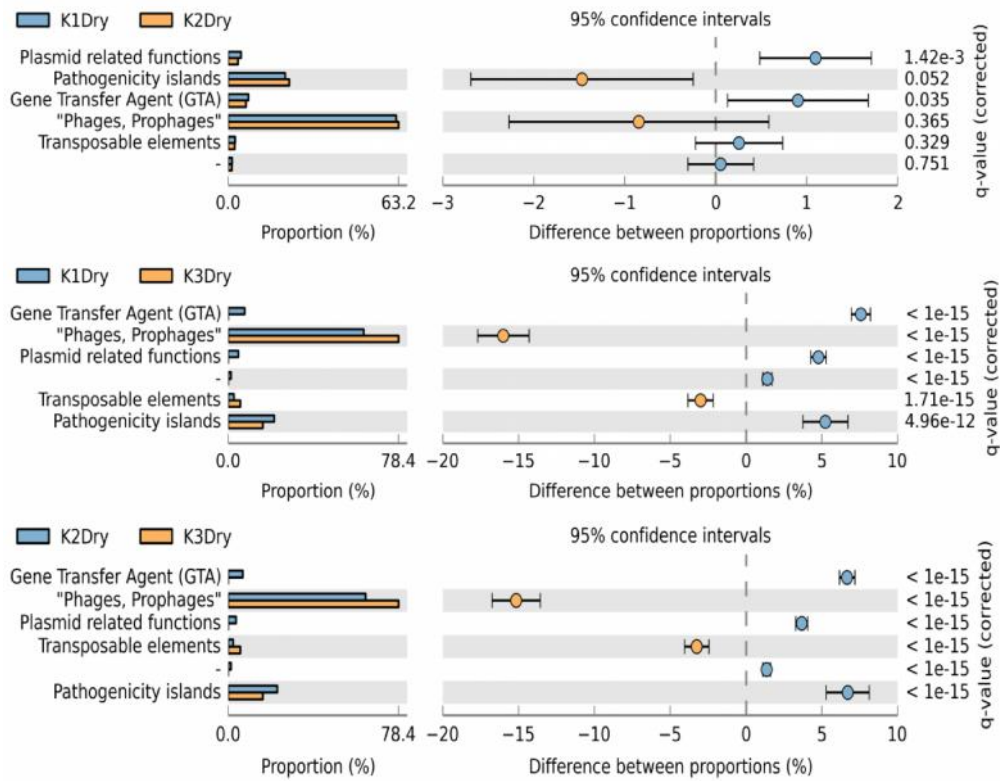 K1Dry K2Dry 95% confidence intervals
Plasmid related functions 1.42e-3
Pathogenicity islands 0.052
Gene Transfer Agent (GTA) 0.035
"Phages, Prophages" 0.365
Transposable elements 0.329
- 0.751
q-value (corrected)
0.0 63.2 −3 −2 −1 0 1 2
Proportion (%) Difference between proportions (%)
K1Dry K3Dry 95% confidence intervals
Gene Transfer Agent (GTA) < 1e-15
"Phages, Prophages" < 1e-15
Plasmid related functions < 1e-15
- < 1e-15
Transposable elements 1.71e-15
Pathogenicity islands 4.96e-12
q-value (corrected)
0.0 78.4 −20 −15 −10 −5 0 5 10
Proportion (%) Difference between proportions (%)
K2Dry K3Dry 95% confidence intervals
Gene Transfer Agent (GTA) < 1e-15
"Phages, Prophages" < 1e-15
Plasmid related functions < 1e-15
Transposable elements < 1e-15
- < 1e-15
Pathogenicity islands < 1e-15
q-value (corrected)
0.0 78.4 −20 −15 −10 −5 0 5 10
Proportion (%) Difference between proportions (%)